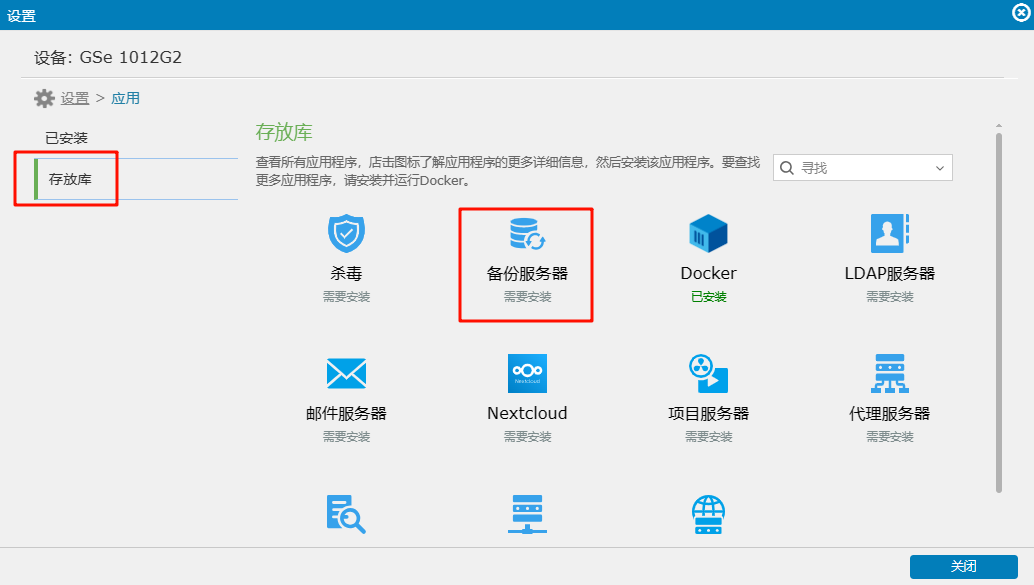 设置
设备: GSe 1012G2
设置 > 应用
已安装
存放库
存放库
查看所有应用程序，店击图标了解应用程序的更多详细信息，然后安装该应用程序。要查找
更多应用程序，请安装并运行Docker。
寻找
杀毒
需要安装
备份服务器
需要安装
Docker
已安装
LDAP服务器
需要安装
邮件服务器
需要安装
Nextcloud
Nextcloud
需要安装
项目服务器
需要安装
代理服务器
需要安装
关闭